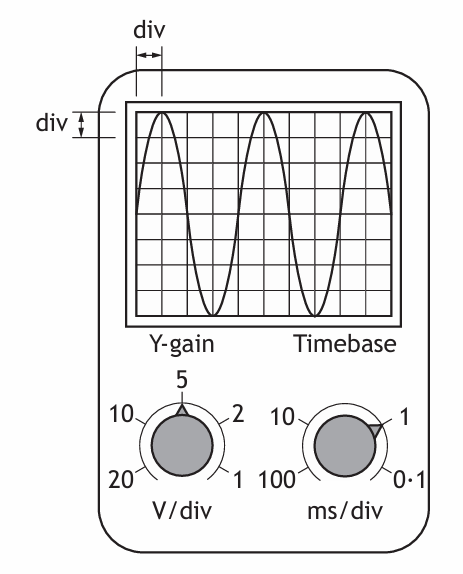 div
div
Y-gain Timebase
5
10 2 10 1
20 1 100 0·1
V/div ms/div